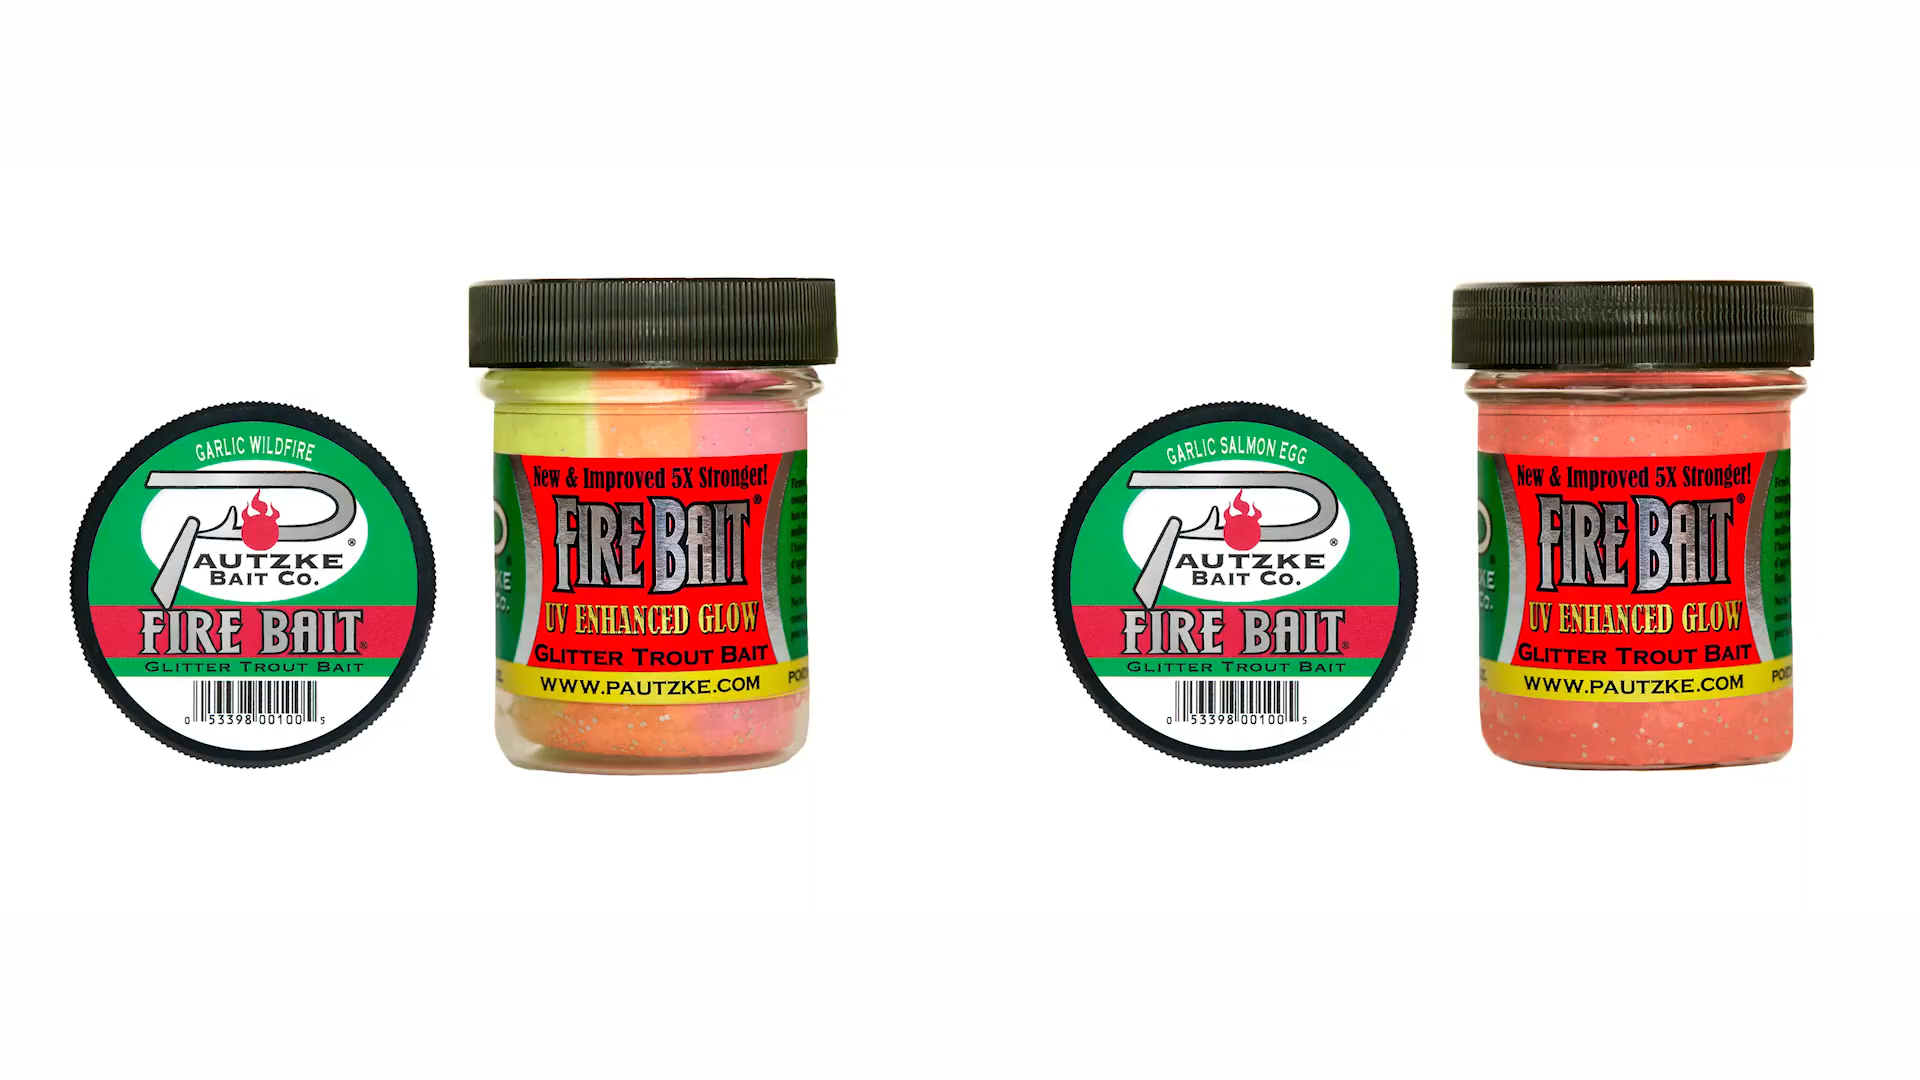 GARLIC WILDFIRE
PAUTZKE®
BAIT CO.
FIRE BAIT®
GLITTER TROUT BAIT
0 53398 00100 5
New & Improved 5X Stronger!
FIRE BAIT®
UV ENHANCED GLOW
GLITTER TROUT BAIT
WWW.PAUTZKE.COM
GARLIC SALMON EGG
PAUTZKE®
BAIT CO.
FIRE BAIT®
GLITTER TROUT BAIT
0 53398 00100 5
New & Improved 5X Stronger!
FIRE BAIT®
UV ENHANCED GLOW
GLITTER TROUT BAIT
WWW.PAUTZKE.COM